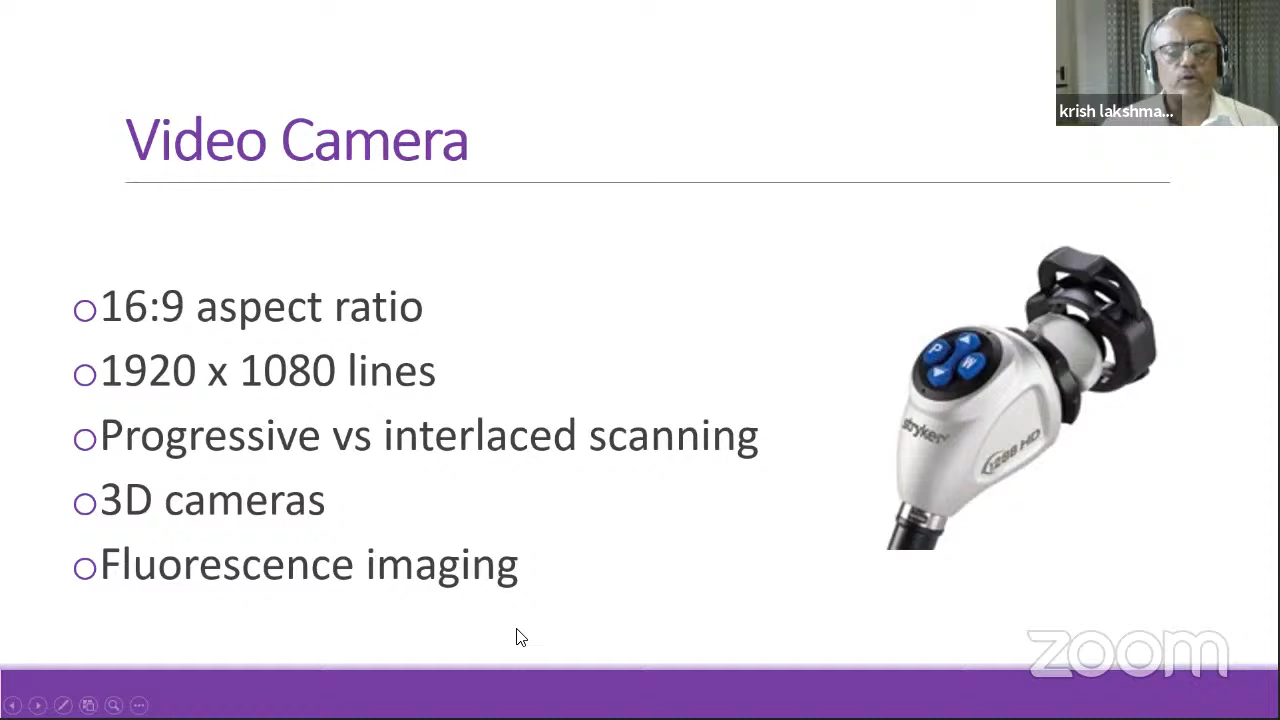 krish lakshma...
Video Camera
16:9 aspect ratio
1920 x 1080 lines
Progressive vs interlaced scanning
3D cameras
Fluorescence imaging
P
W
stryker
1288 HD
zoom